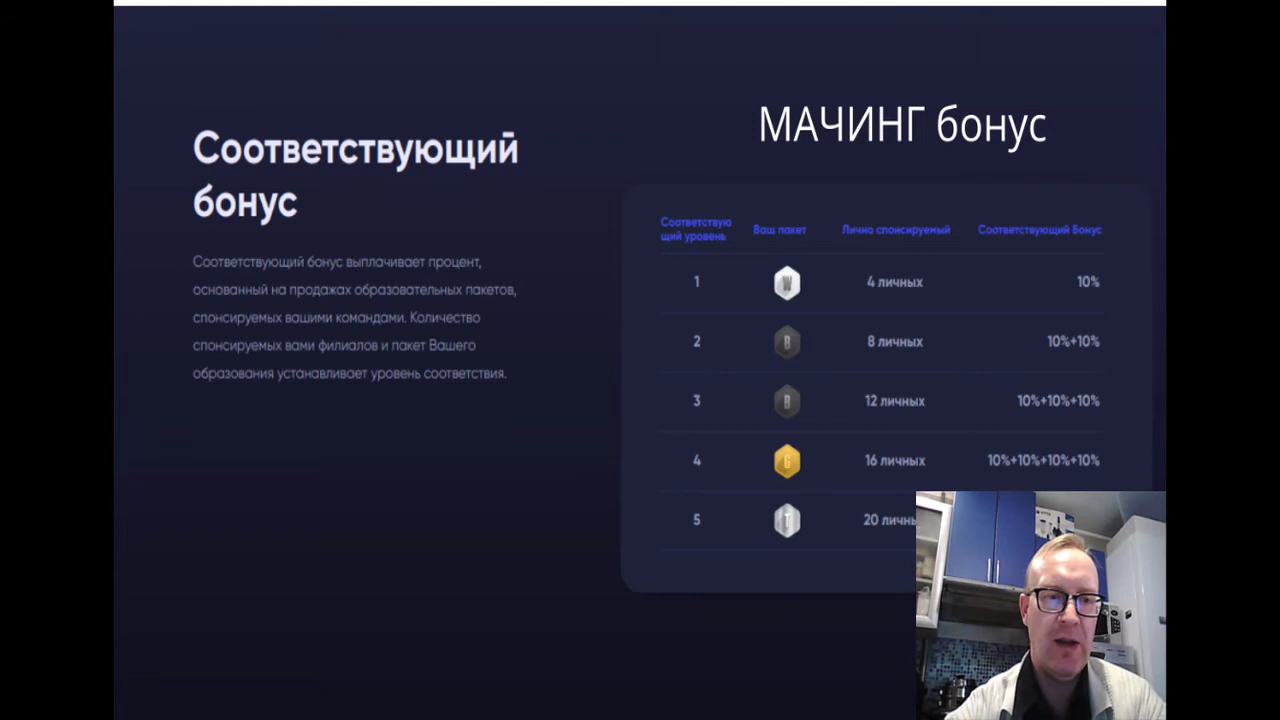 МАЧИНГ бонус
Соответствующий
бонус
Соответствующий бонус выплачивает процент,
основанный на продажах образовательных пакетов,
спонсируемых вашими командами. Количество
спонсируемых вами филиалов и пакет Вашего
образования устанавливает уровень соответствия.
Соответствую
щий уровень
Ваш пакет
Лично спонсируемый
Соответствующий Бонус
1 W 4 личных 10%
2 B 8 личных 10%+10%
3 B 12 личных 10%+10%+10%
4 G 16 личных 10%+10%+10%+10%
5 T 20 личны